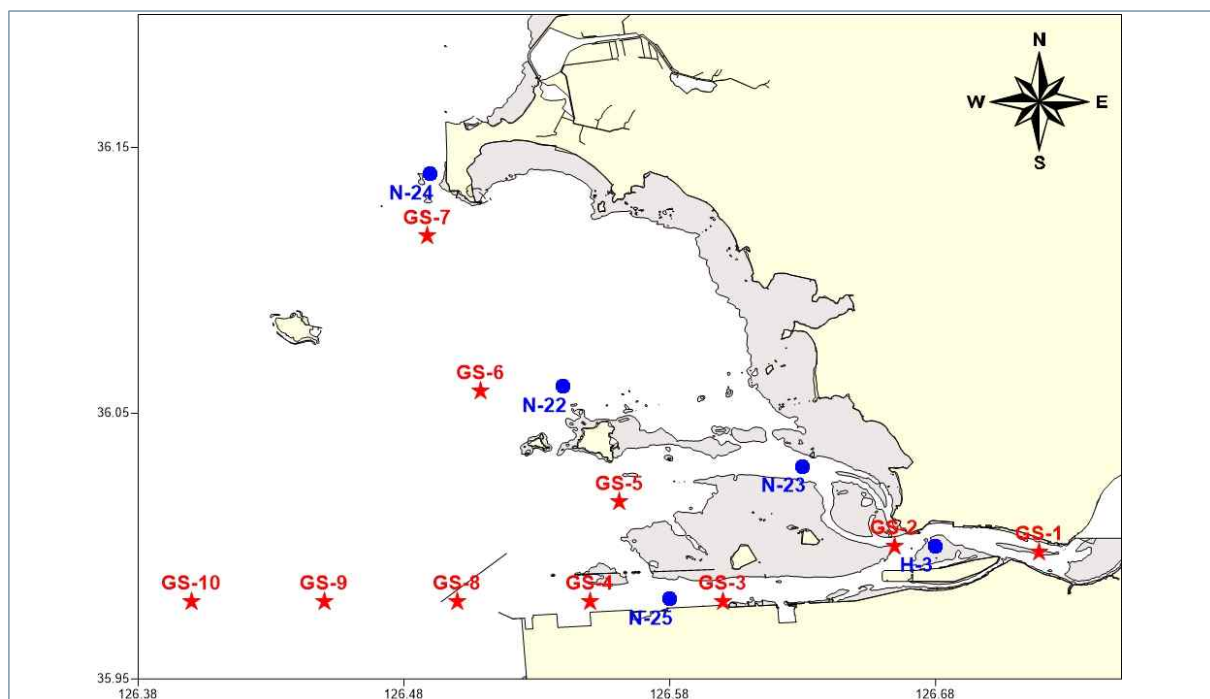 N
W E
S
36.15
N-24
GS-7
GS-6
36.05
N-22
GS-5
N-23
GS-2
GS-1
H-3
GS-10 GS-9 GS-8 GS-4 GS-3
N-25
35.95
126.38 126.48 126.58 126.68